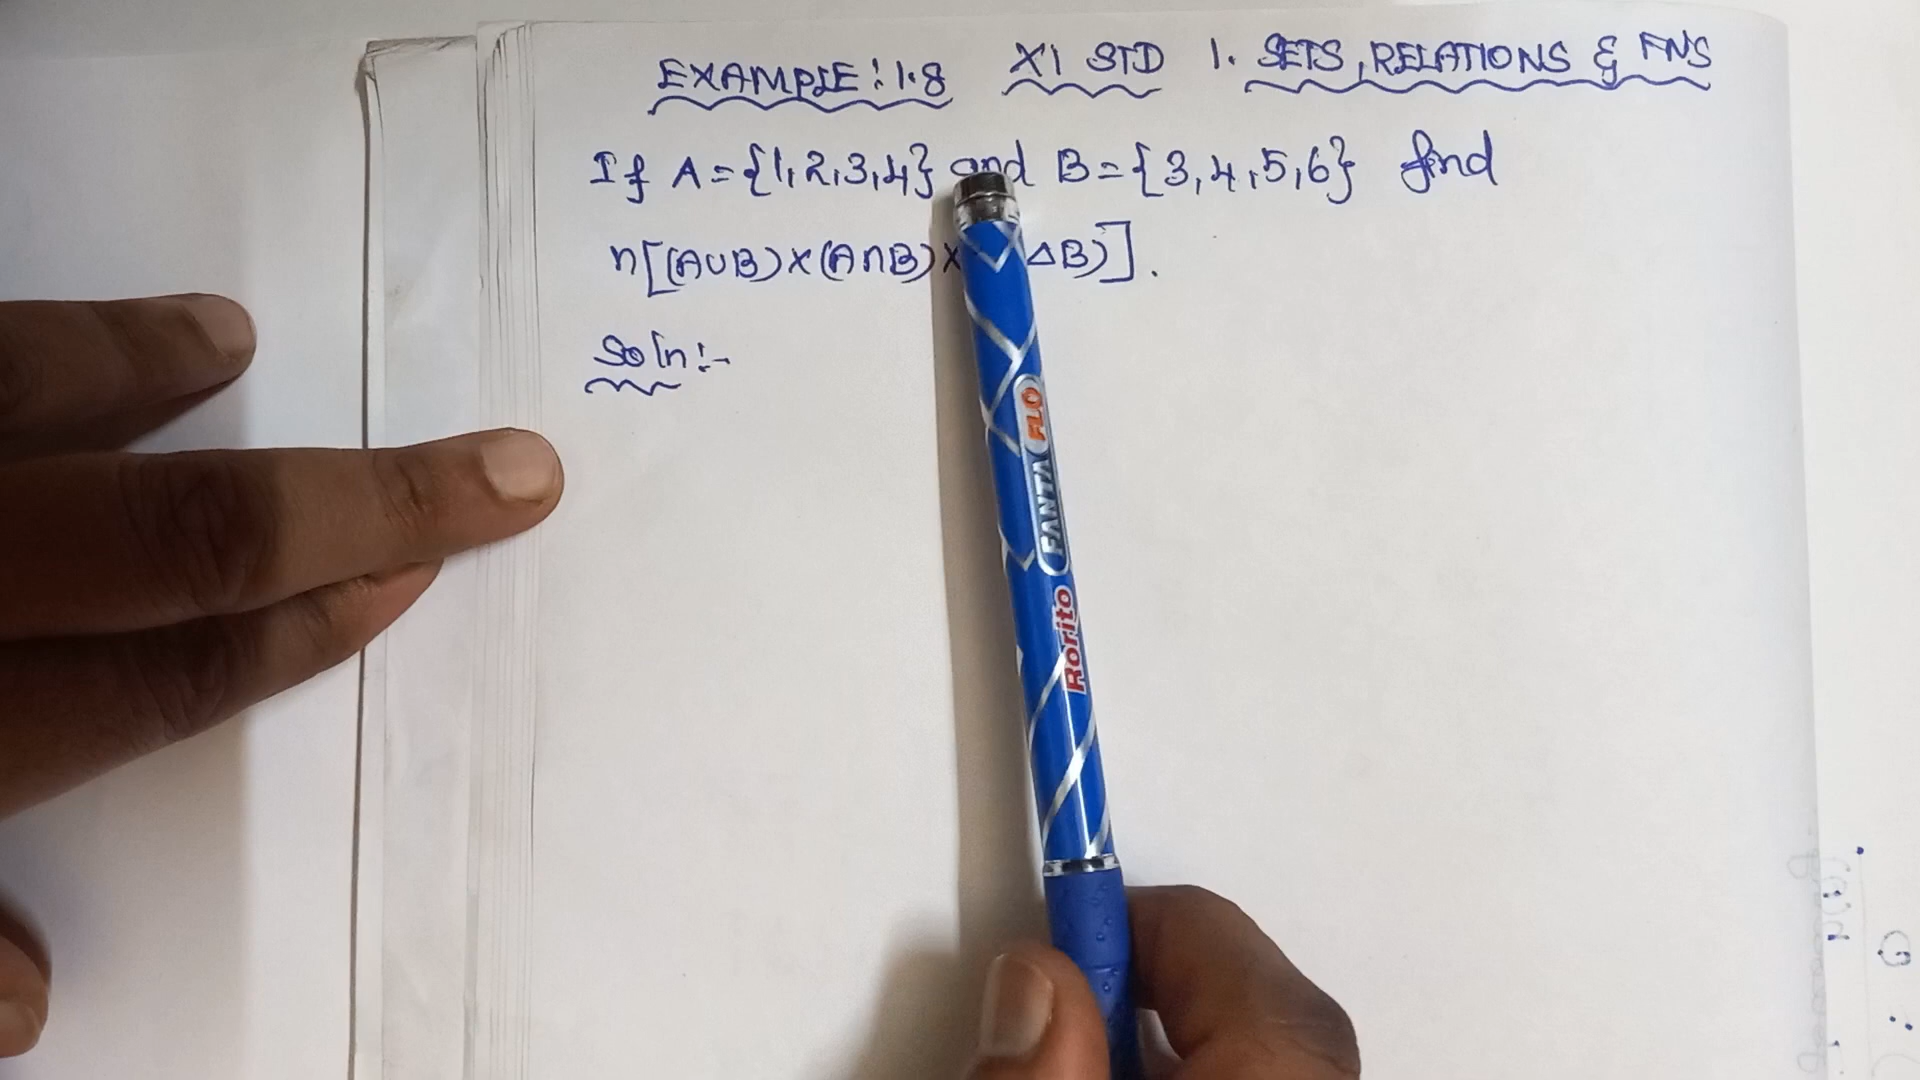 EXAMPLE: 1.8 XI STD 1. SETS, RELATIONS & FNS
If A = {1, 2, 3, 4} and B = {3, 4, 5, 6} find
n[(A∪B)×(A∩B)× ΔB)].
Soln:-
Rorito FANTA FLO